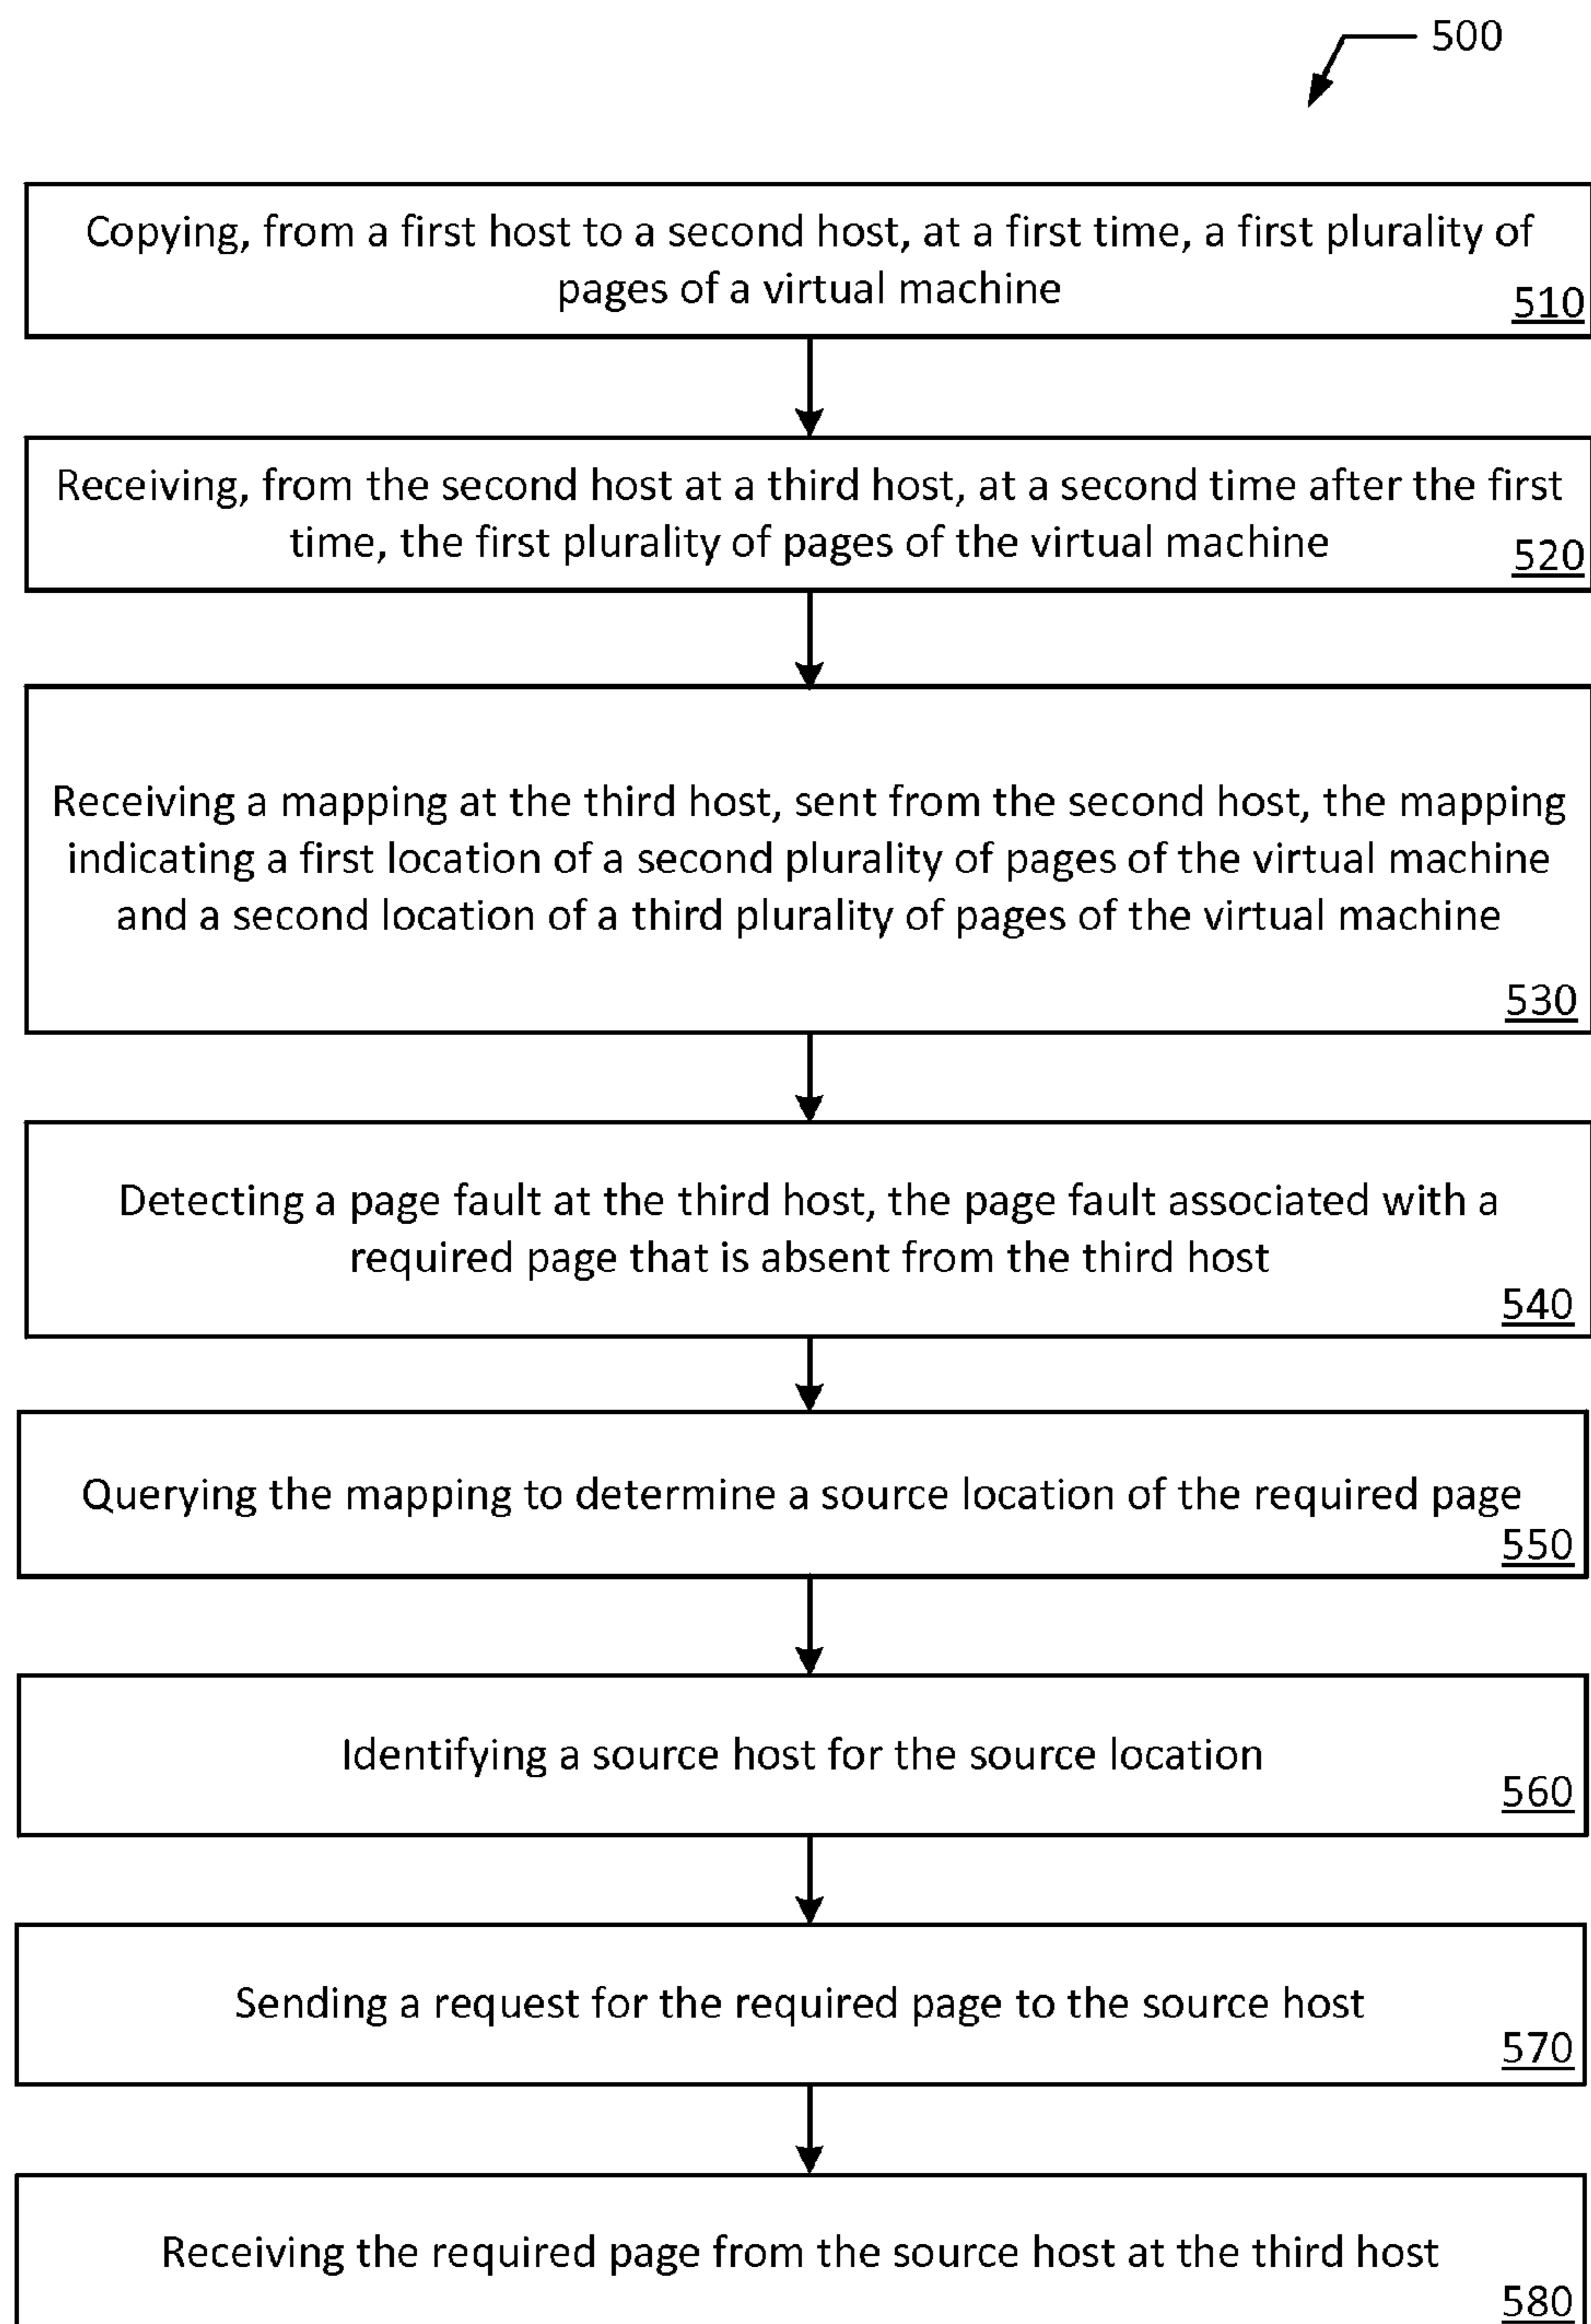 500
Copying, from a first host to a second host, at a first time, a first plurality of
pages of a virtual machine
510
Receiving, from the second host at a third host, at a second time after the first
time, the first plurality of pages of the virtual machine
520
Receiving a mapping at the third host, sent from the second host, the mapping
indicating a first location of a second plurality of pages of the virtual machine
and a second location of a third plurality of pages of the virtual machine
530
Detecting a page fault at the third host, the page fault associated with a
required page that is absent from the third host
540
Querying the mapping to determine a source location of the required page
550
Identifying a source host for the source location
560
Sending a request for the required page to the source host
570
Receiving the required page from the source host at the third host
580